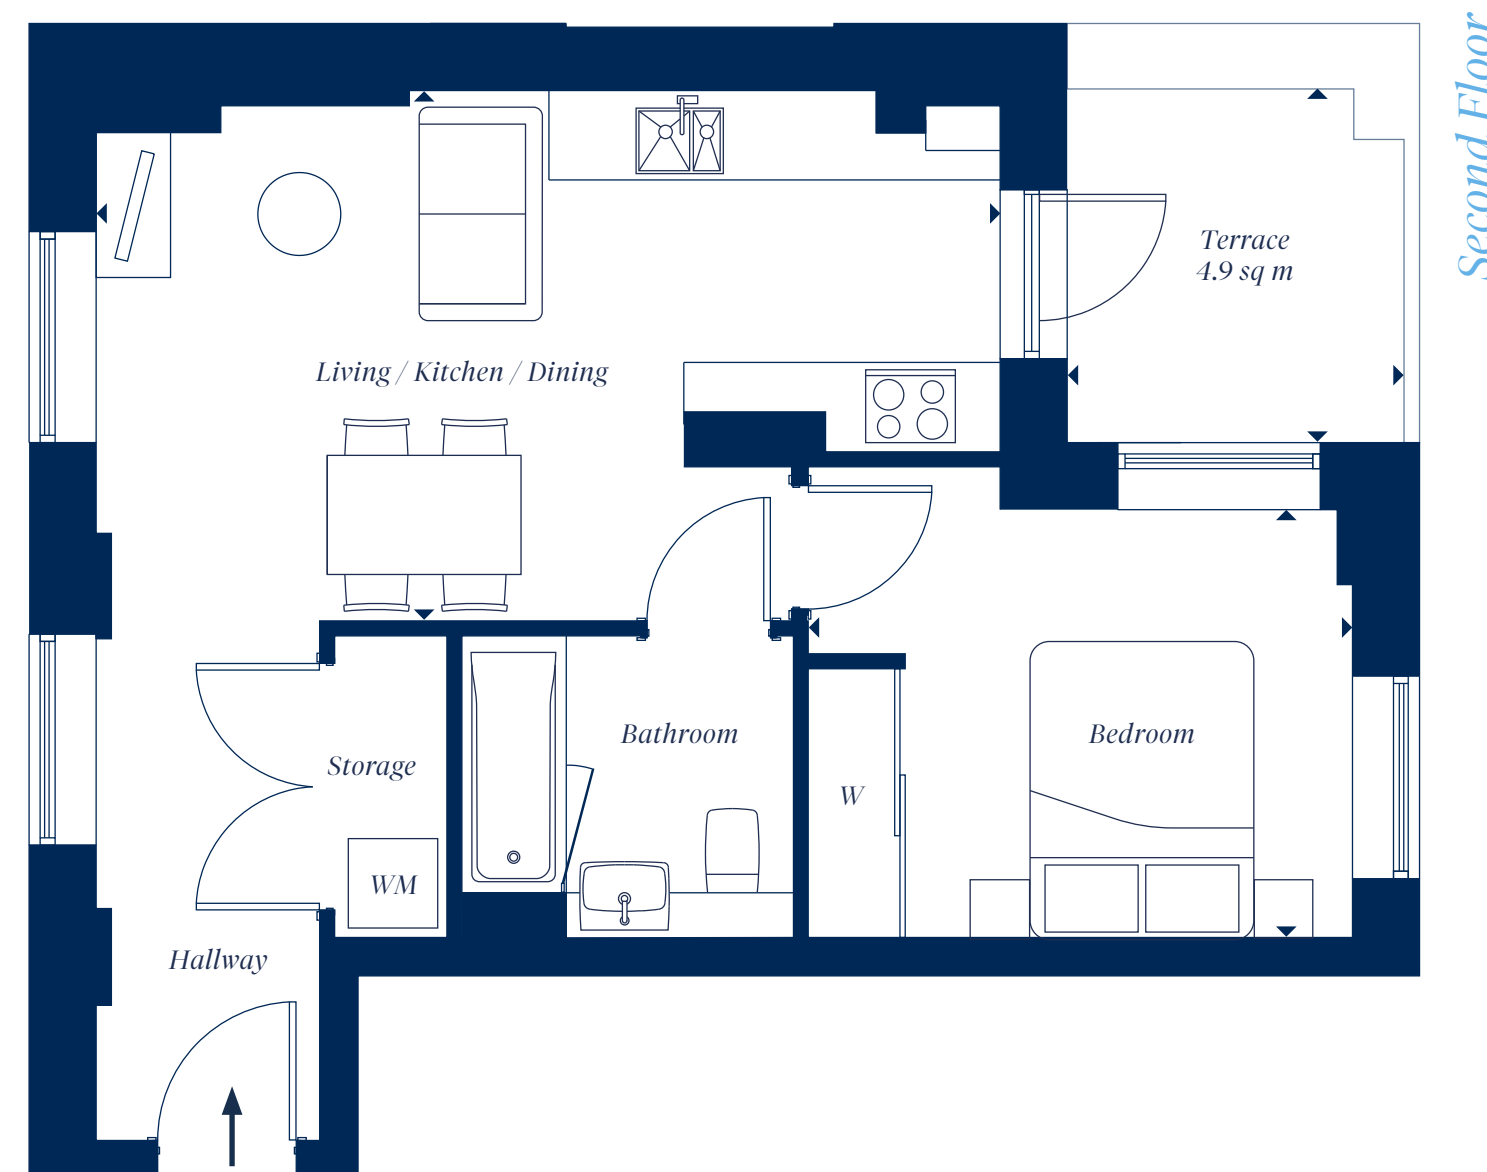 Second Floor
Terrace
4.9 sq m
Living / Kitchen / Dining
Bathroom
Bedroom
Storage
W
WM
Hallway